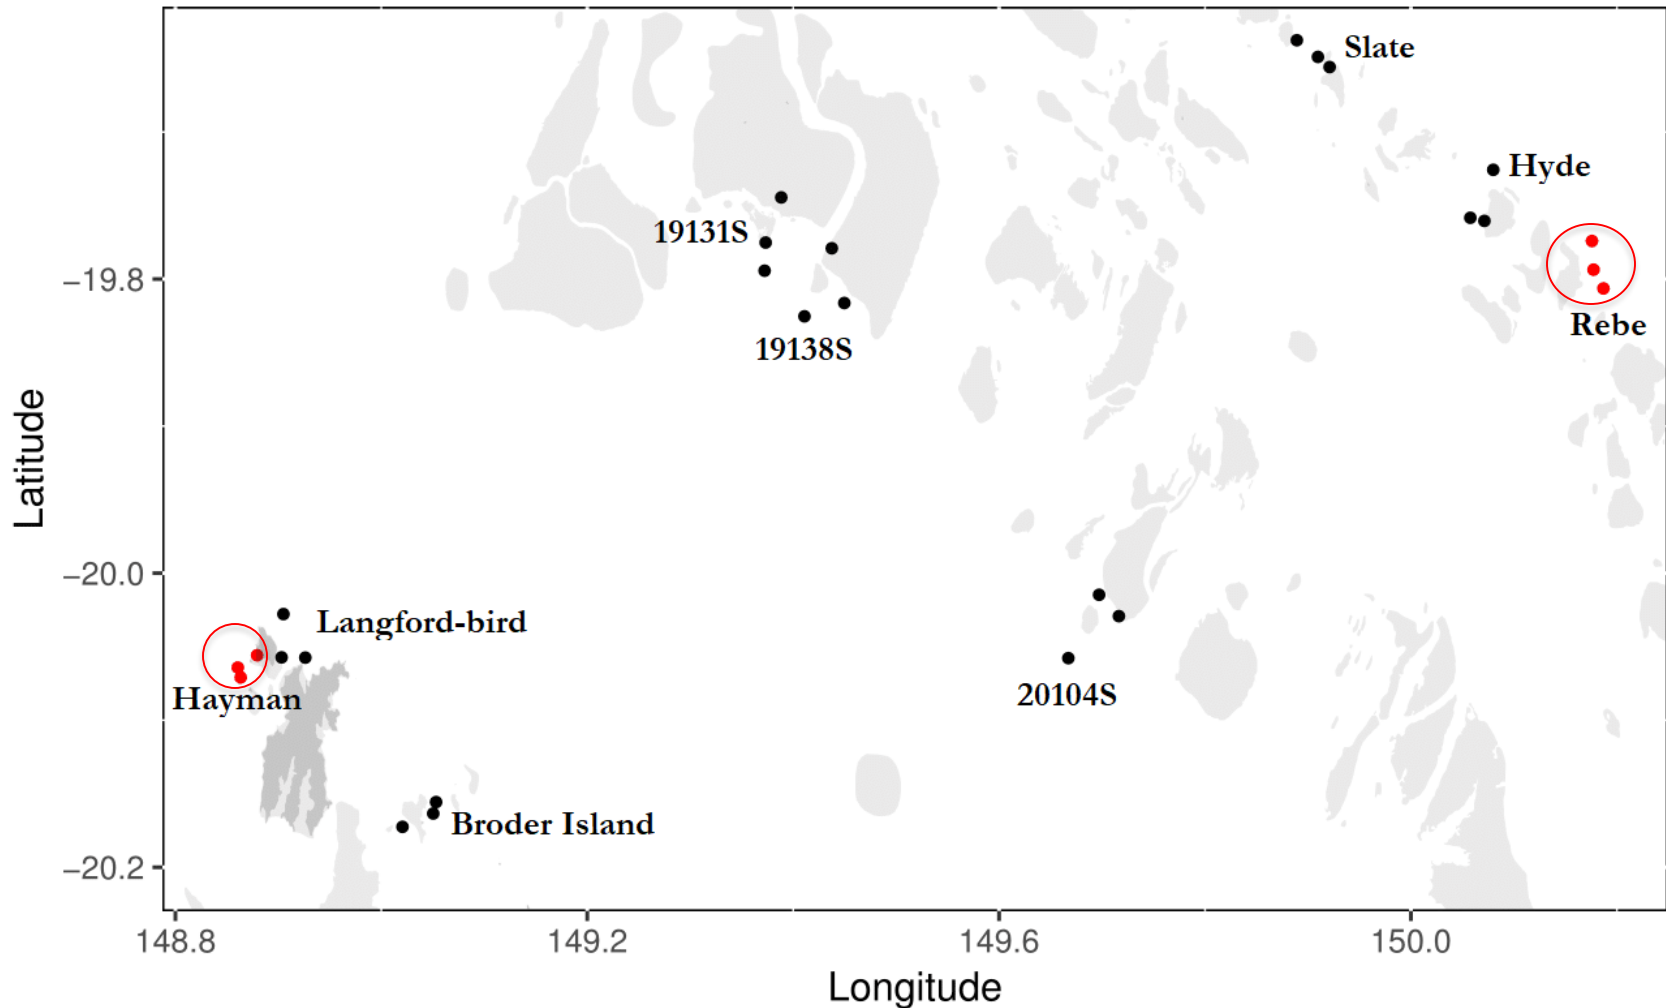 Slate
Hyde
19131S
−19.8
Rebe
19138S
Latitude
−20.0
Langford-bird
Hayman
20104S
Broder Island
−20.2
148.8
149.2
149.6
150.0
Longitude